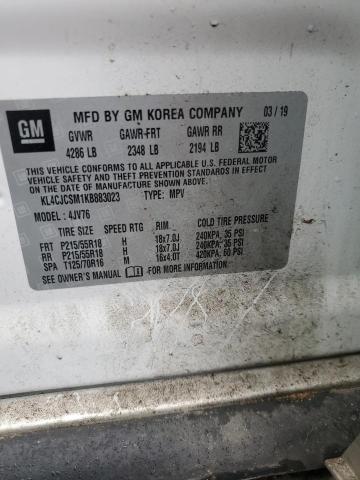 GM
MFD BY GM KOREA COMPANY 03 / 19
GVWR GAWR-FRT GAWR RR
4286 LB 2348 LB 2194 LB
THIS VEHICLE CONFORMS TO ALL APPLICABLE U.S. FEDERAL MOTOR
VEHICLE SAFETY, BUMPER, AND THEFT PREVENTION STANDARDS
IN EFFECT ON THE DATE OF MANUFACTURE SHOWN ABOVE.
KL4CJCSM1KB883023 TYPE: MPV
MODEL : 4JV76
TIRE SIZE SPEED RTG RIM COLD TIRE PRESSURE
FRT P215/55R18 H 18x7.0J 240KPA, 35 PSI
RR P215/55R18 H 18x7.0J 240KPA, 35 PSI
SPA T125/70R16 M 16x4.0T 420KPA, 60 PSI
SEE OWNER'S MANUAL FOR ADDITIONAL INFORMATION.